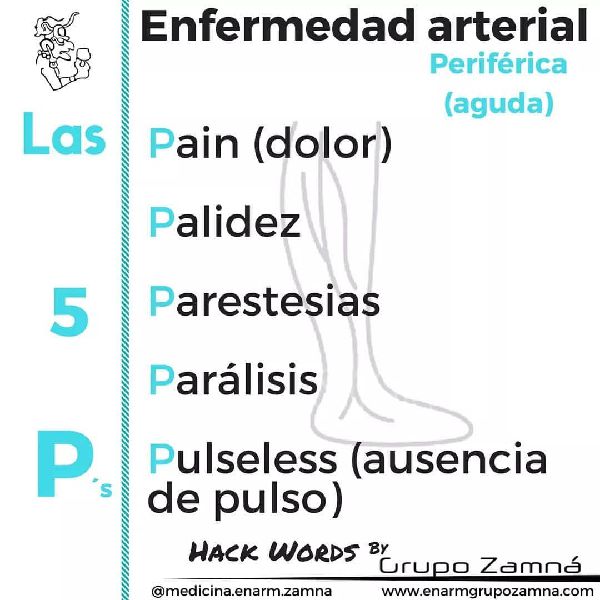 Enfermedad arterial
Periférica
(aguda)
Las
5
P´s
Pain (dolor)
Palidez
Parestesias
Parálisis
Pulseless (ausencia
de pulso)
Hack Words By
Grupo Zamná
@medicina.enarm.zamna
www.enarmgrupozamna.com